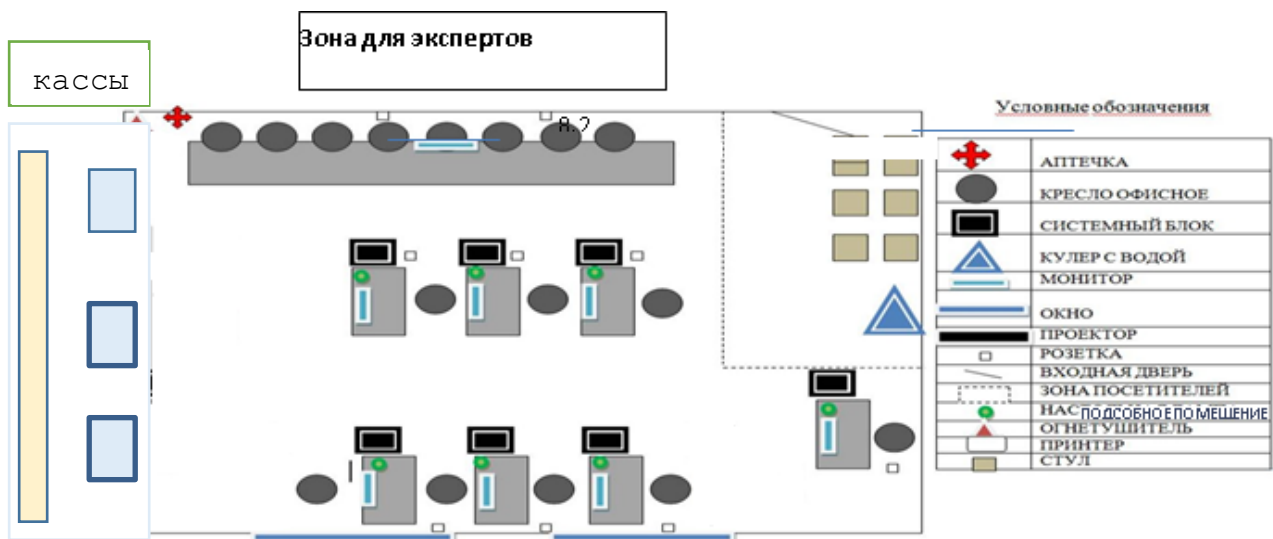 Зона для экспертов
кассы
Условные обозначения
АПТЕЧКА
КРЕСЛО ОФИСНОЕ
СИСТЕМНЫЙ БЛОК
КУЛЕР С ВОДОЙ
МОНИТОР
ОКНО
ПРОЕКТОР
РОЗЕТКА
ВХОДНАЯ ДВЕРЬ
ЗОНА ПОСЕТИТЕЛЕЙ
ПОДСОБНОЕ ПОМЕЩЕНИЕ
ОГНЕТУШИТЕЛЬ
ПРИНТЕР
СТУЛ